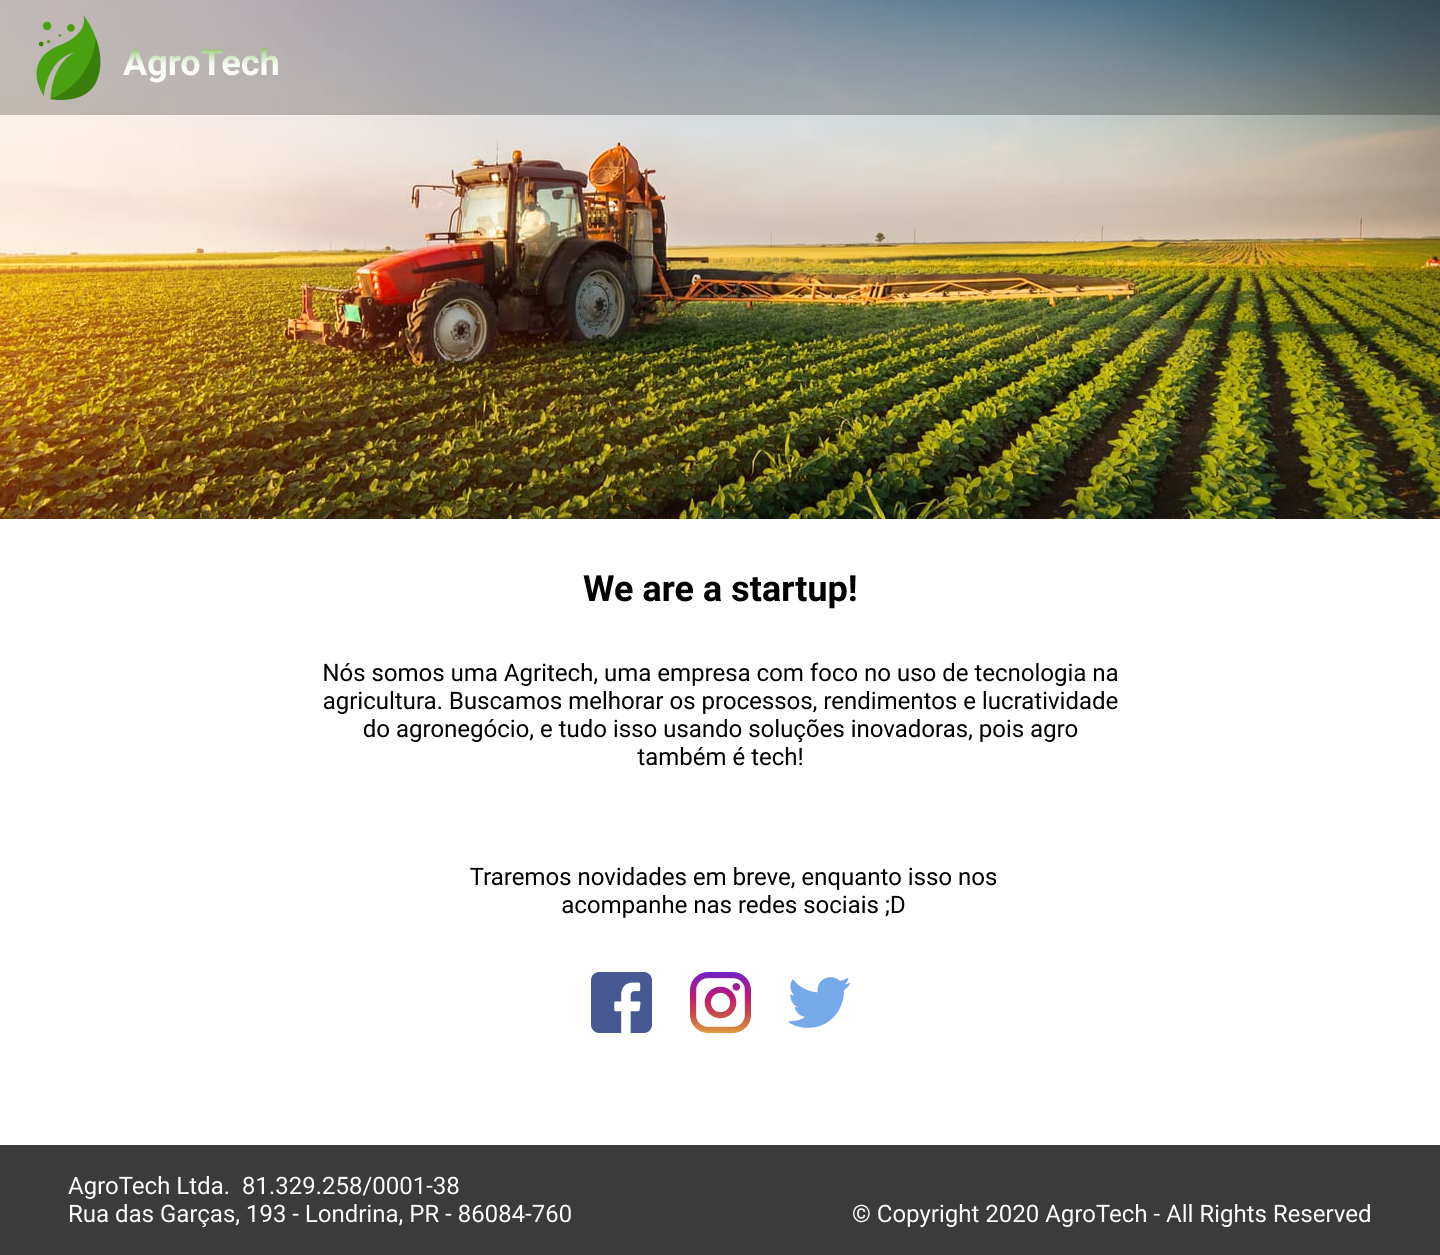 AgroTech
We are a startup!
Nós somos uma Agritech, uma empresa com foco no uso de tecnologia na
agricultura. Buscamos melhorar os processos, rendimentos e lucratividade
do agronegócio, e tudo isso usando soluções inovadoras, pois agro
também é tech!
Traremos novidades em breve, enquanto isso nos
acompanhe nas redes sociais ;D
AgroTech Ltda.  81.329.258/0001-38
Rua das Garças, 193 - Londrina, PR - 86084-760
© Copyright 2020 AgroTech - All Rights Reserved